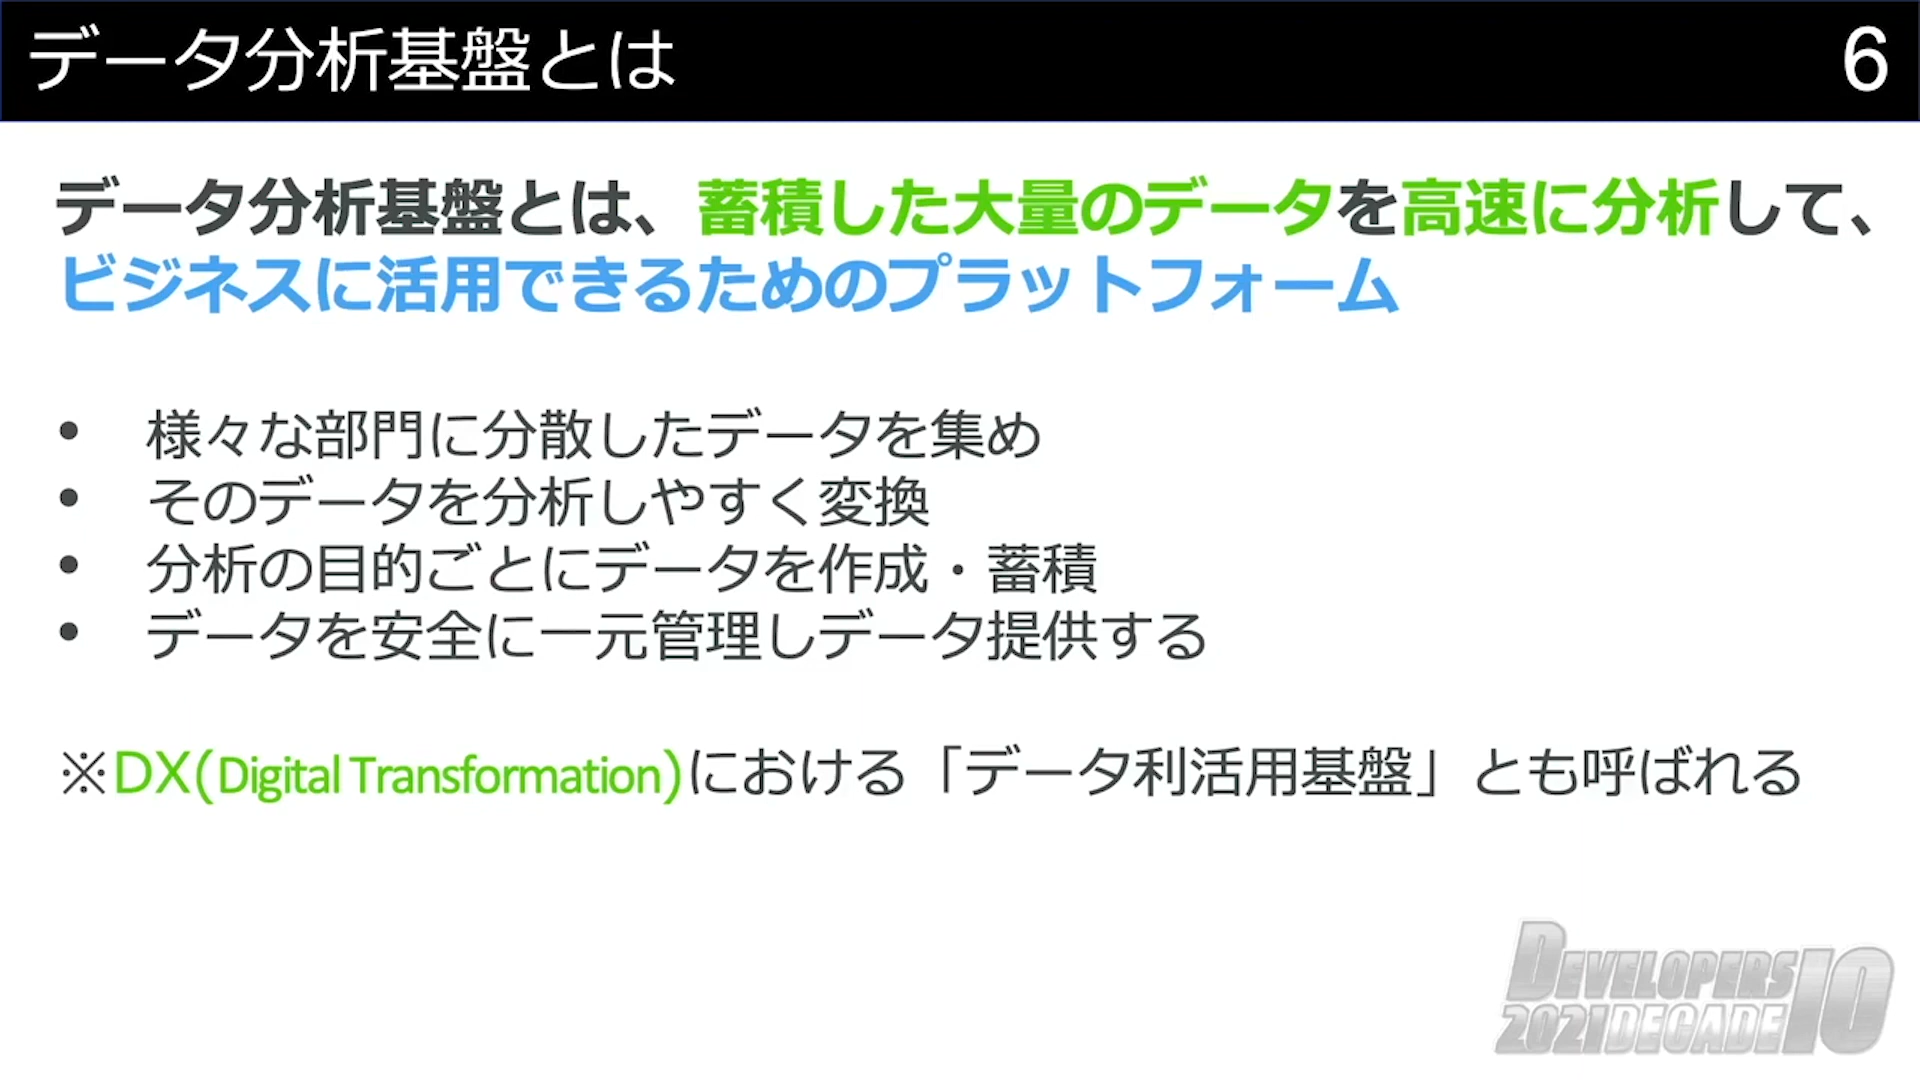 データ分析基盤とは
6
データ分析基盤とは、蓄積した大量のデータを高速に分析して、
ビジネスに活用できるためのプラットフォーム
• 様々な部門に分散したデータを集め
• そのデータを分析しやすく変換
• 分析の目的ごとにデータを作成・蓄積
• データを安全に一元管理しデータ提供する
※DX(Digital Transformation)における「データ利活用基盤」とも呼ばれる
DEVELOPERS
2021 DECADE 10